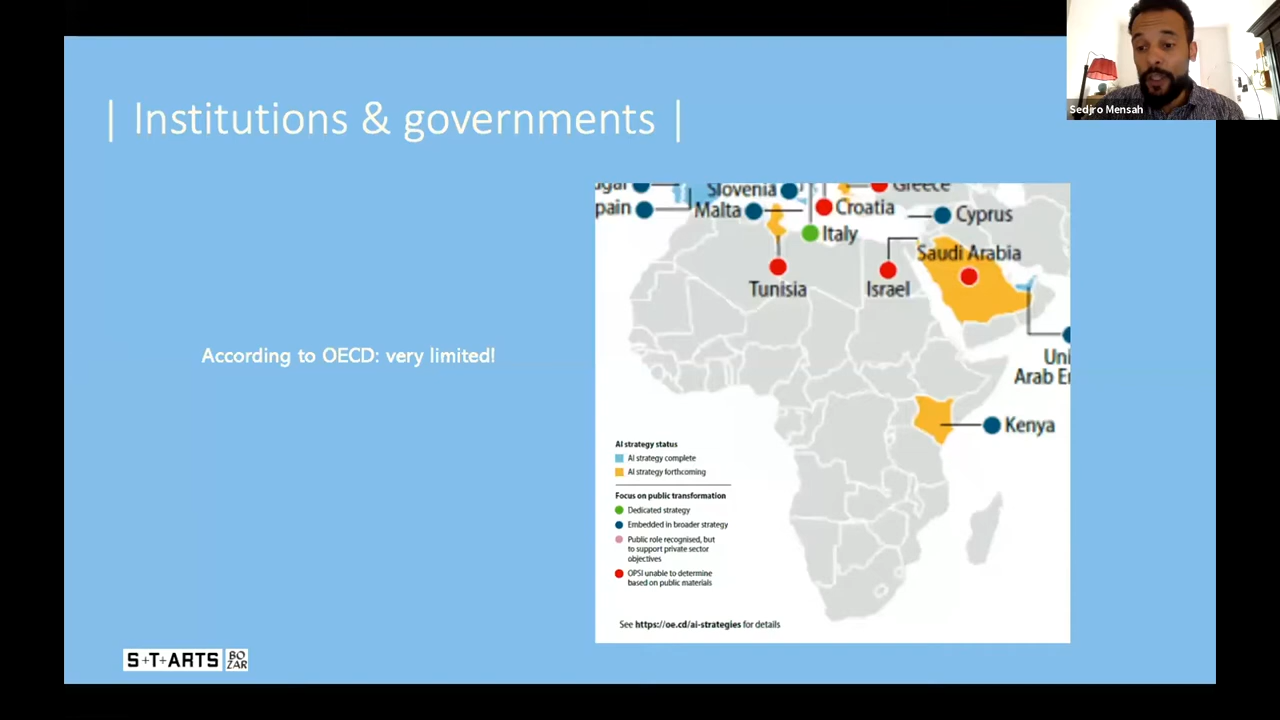 | Institutions & governments |
Sedjro Mensah
According to OECD: very limited!
Slovenia
Greece
pain
Malta
Croatia
Cyprus
Italy
Saudi Arabia
Tunisia
Israel
Uni
Arab E
Kenya
AI strategy status
AI strategy complete
AI strategy forthcoming
Focus on public transformation
Dedicated strategy
Embedded in broader strategy
Public role recognised, but
to support private sector
objectives
OPSI unable to determine
based on public materials
See https://oe.cd/ai-strategies for details
S+T+ARTS
BO
ZAR